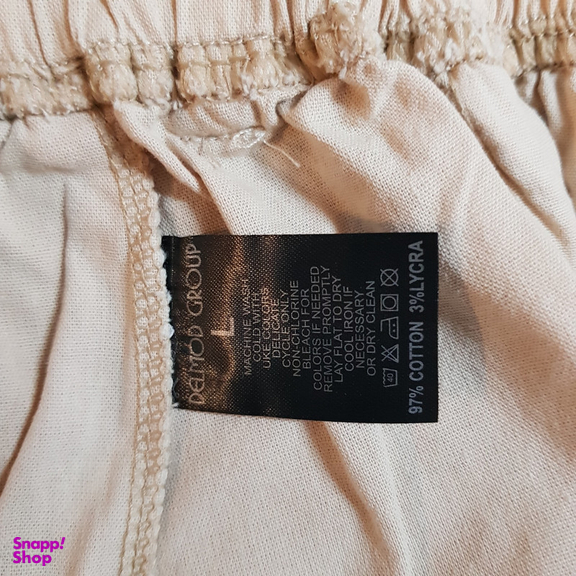 DELMOD GROUP
L
MACHINE WASH
COLD WITH
LIKE COLORS
DELICATE
CYCLE ONLY
NON-CHLORINE
BLEACH FOR
COLORS IF NEEDED
REMOVE PROMPTLY
LAY FLAT TO DRY
COOL IRON IF
NECESSARY.
OR DRY CLEAN
40
97% COTTON 3%LYCRA
Snapp!
Shop